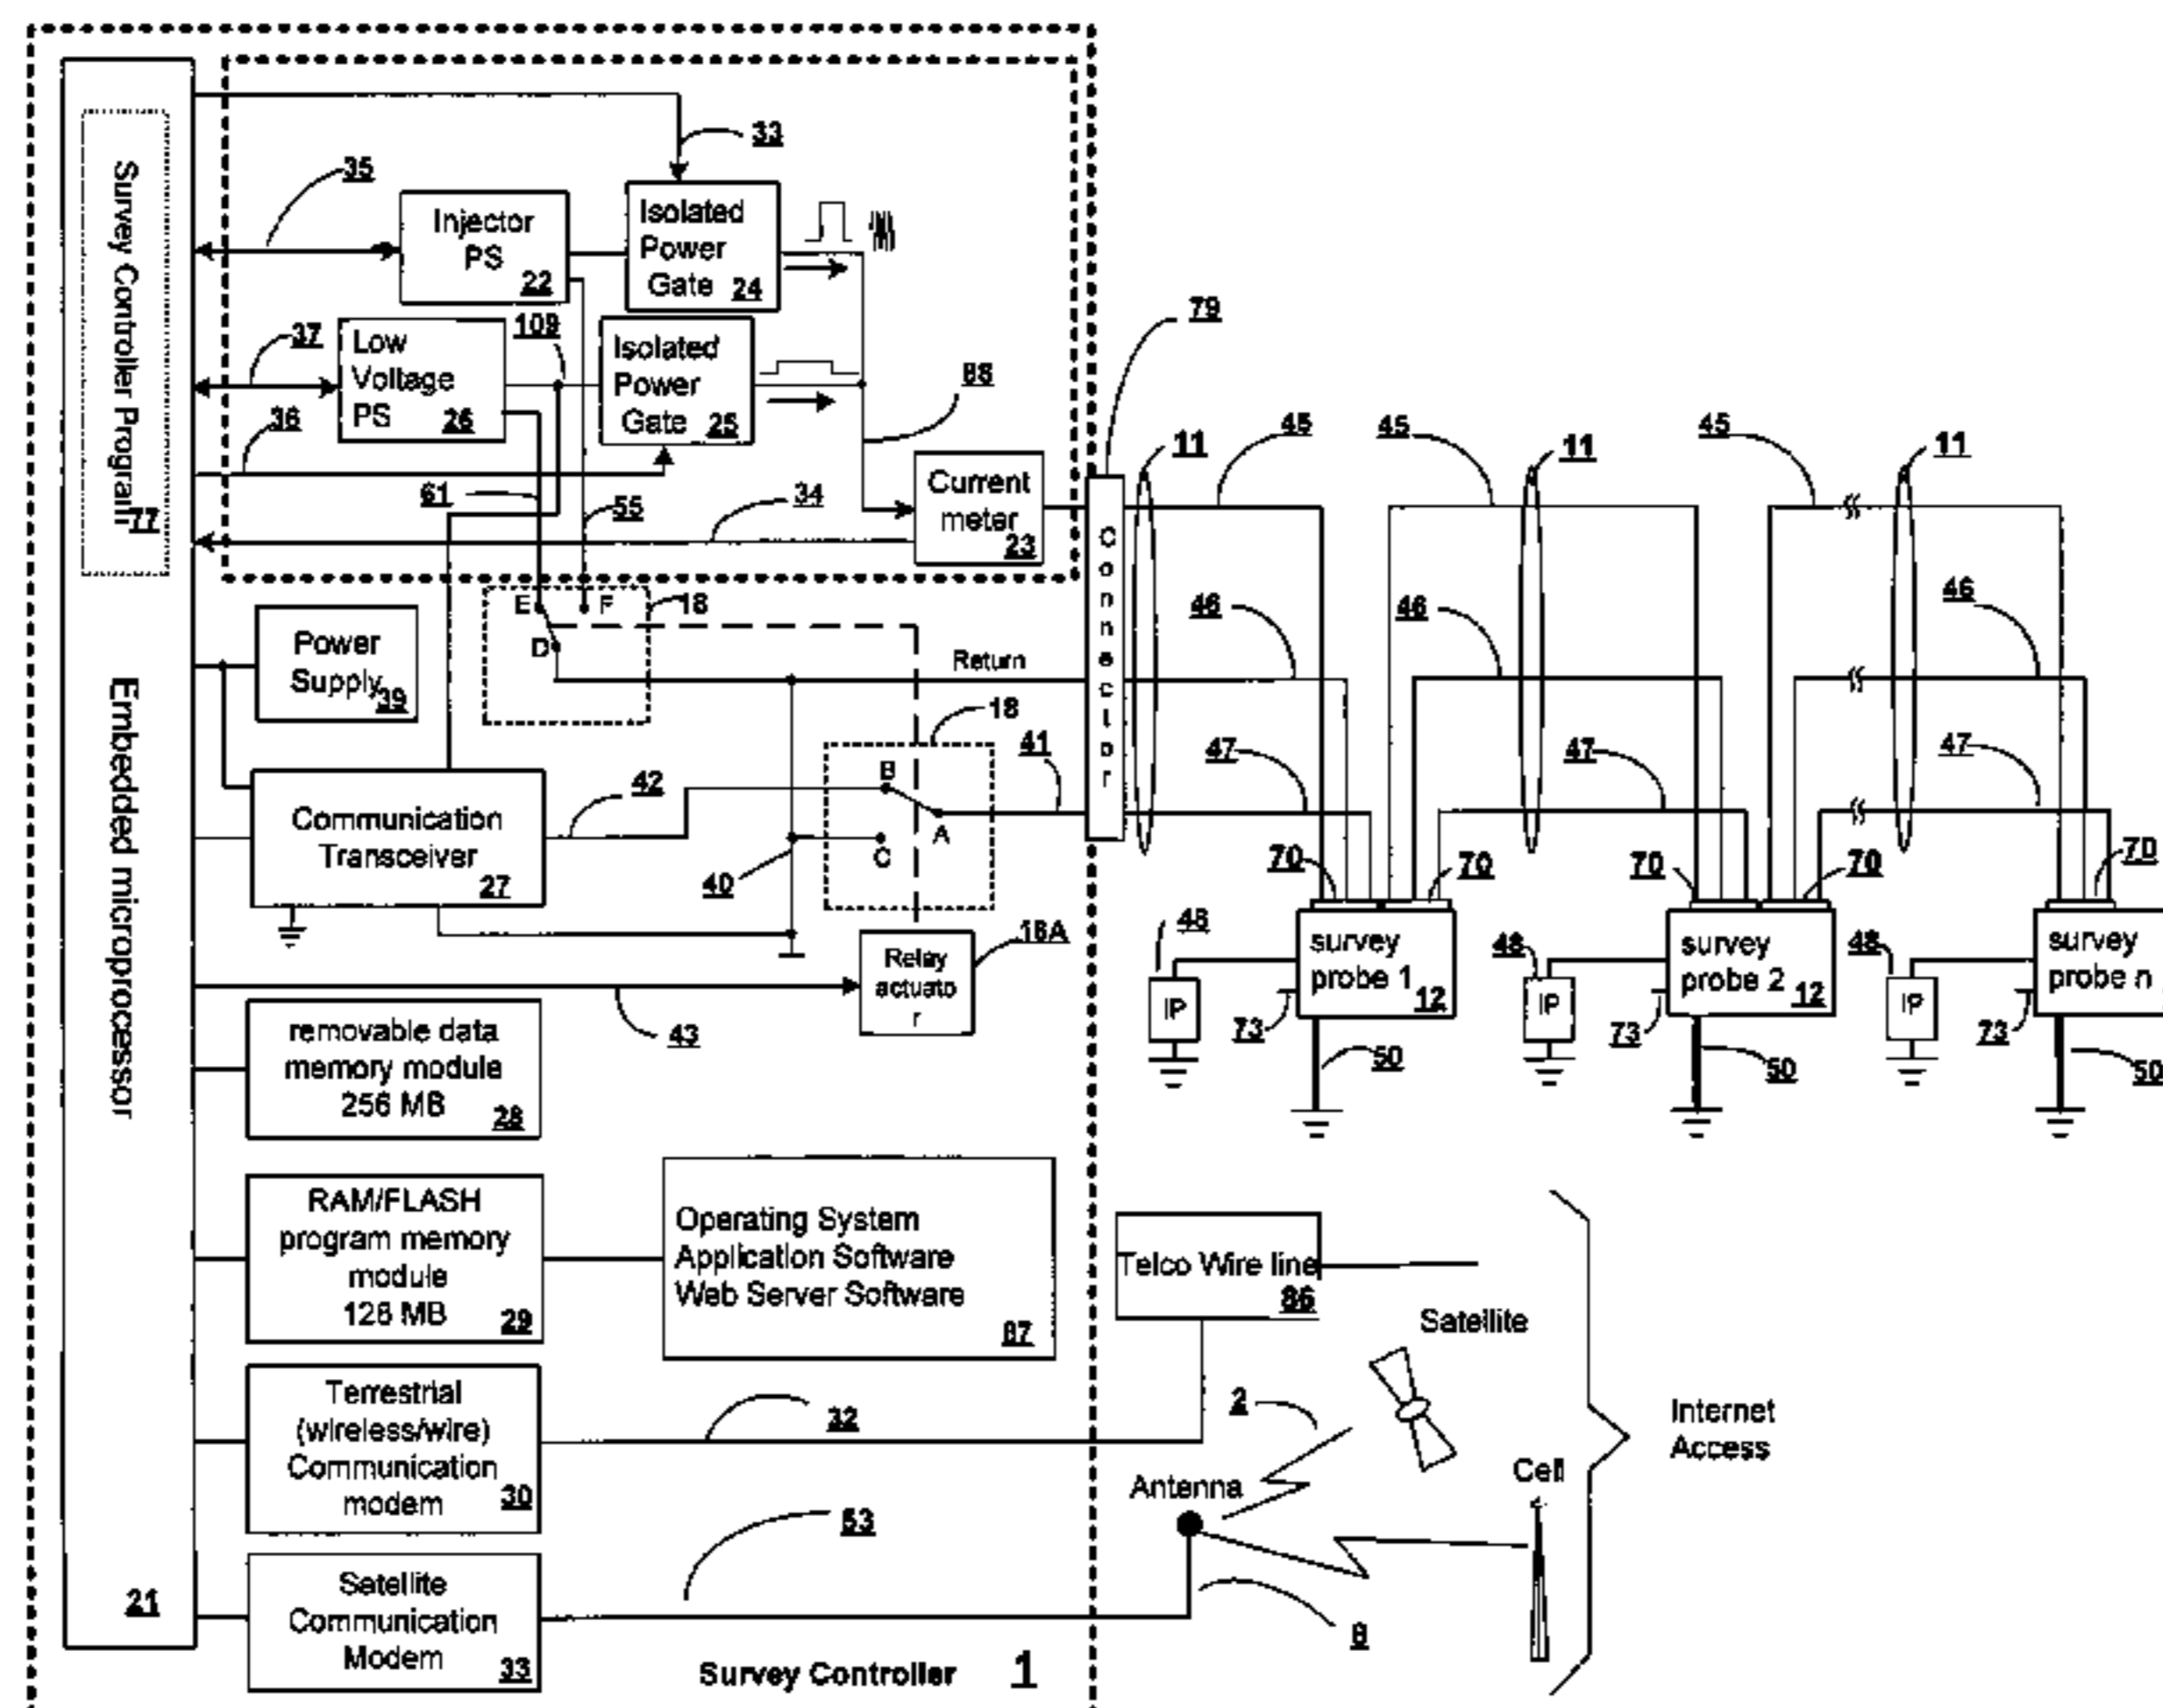 33
35
Injector
PS
22
Isolated
Power
Gate 24
Survey Controller Program
77
37
109
Low
Voltage
PS
26
Isolated
Power
Gate 25
88
36
61
55
34
Current
meter
23
79
Connector
11
45
45
11
45
11
E
F
18
D
Return
46
46
46
Power
Supply
39
18
41
47
47
47
B
A
C
42
Communication
Transceiver
27
40
70
70
70
70
70
Embedded microprocessor
Relay
actuato
r
18A
48
IP
73
survey
probe 1
12
50
48
IP
73
survey
probe 2
12
50
48
IP
73
survey
probe n
50
43
removable data
memory module
256 MB
28
RAM/FLASH
program memory
module
128 MB
29
Operating System
Application Software
Web Server Software
87
Telco Wire line
86
Satellite
2
Internet
Access
Cell
Antenna
Terrestrial
(wireless/wire)
Communication
modem
30
32
53
8
21
Satellite
Communication
Modem
33
Survey Controller 1